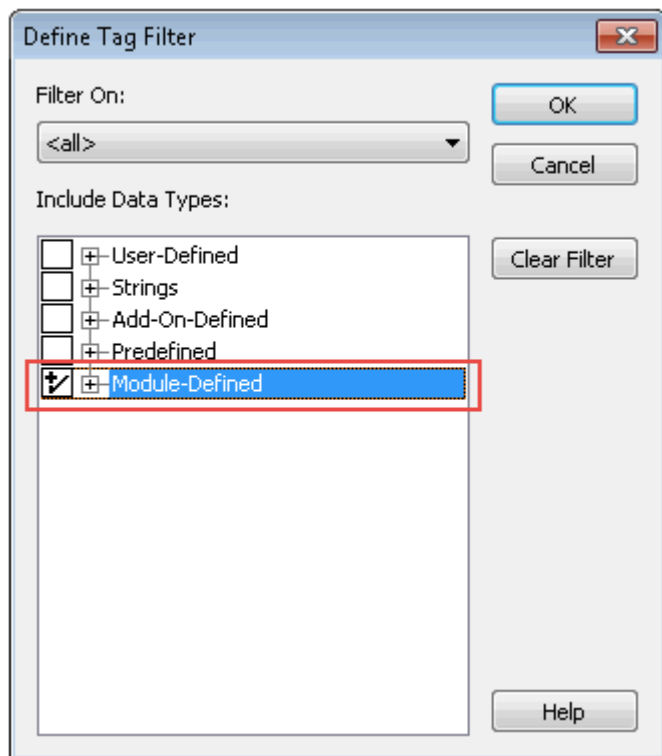 Define Tag Filter
Filter On:
<all>
OK
Cancel
Include Data Types:
Clear Filter
User-Defined
Strings
Add-On-Defined
Predefined
Module-Defined
Help